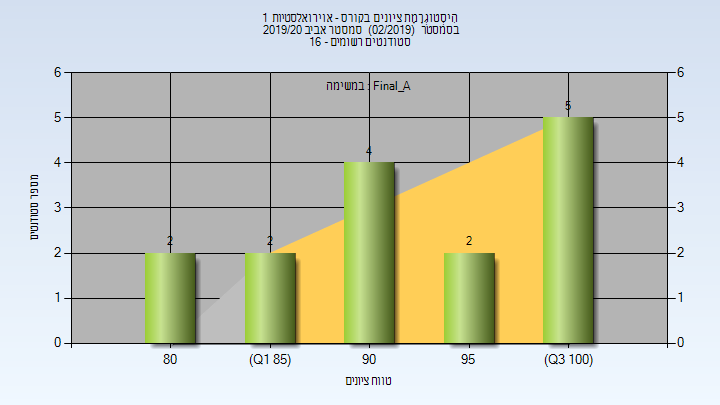 היסטוגרמת ציונים בקורס - אוירואלסטיות 1
בסמסטר (02/2019) סמסטר אביב 2019/20
סטודנטים רשומים - 16
במשימה : Final_A
6 6
5 5
4 4
3 3
2 2
1 1
0 0
2 2 4 2 5
מספר סטודנטים
80 (Q1 85) 90 95 (Q3 100)
טווח ציונים